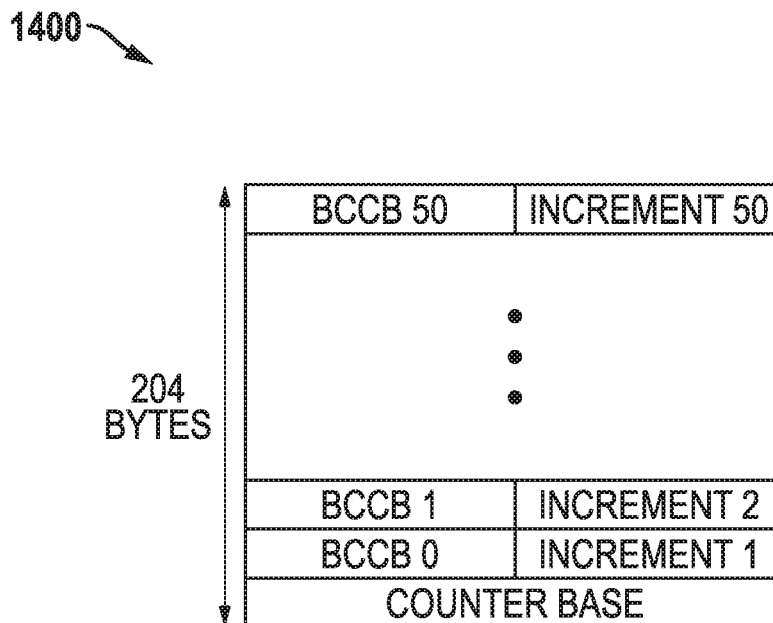 1400
BCCB 50 INCREMENT 50
204
BYTES
BCCB 1 INCREMENT 2
BCCB 0 INCREMENT 1
COUNTER BASE